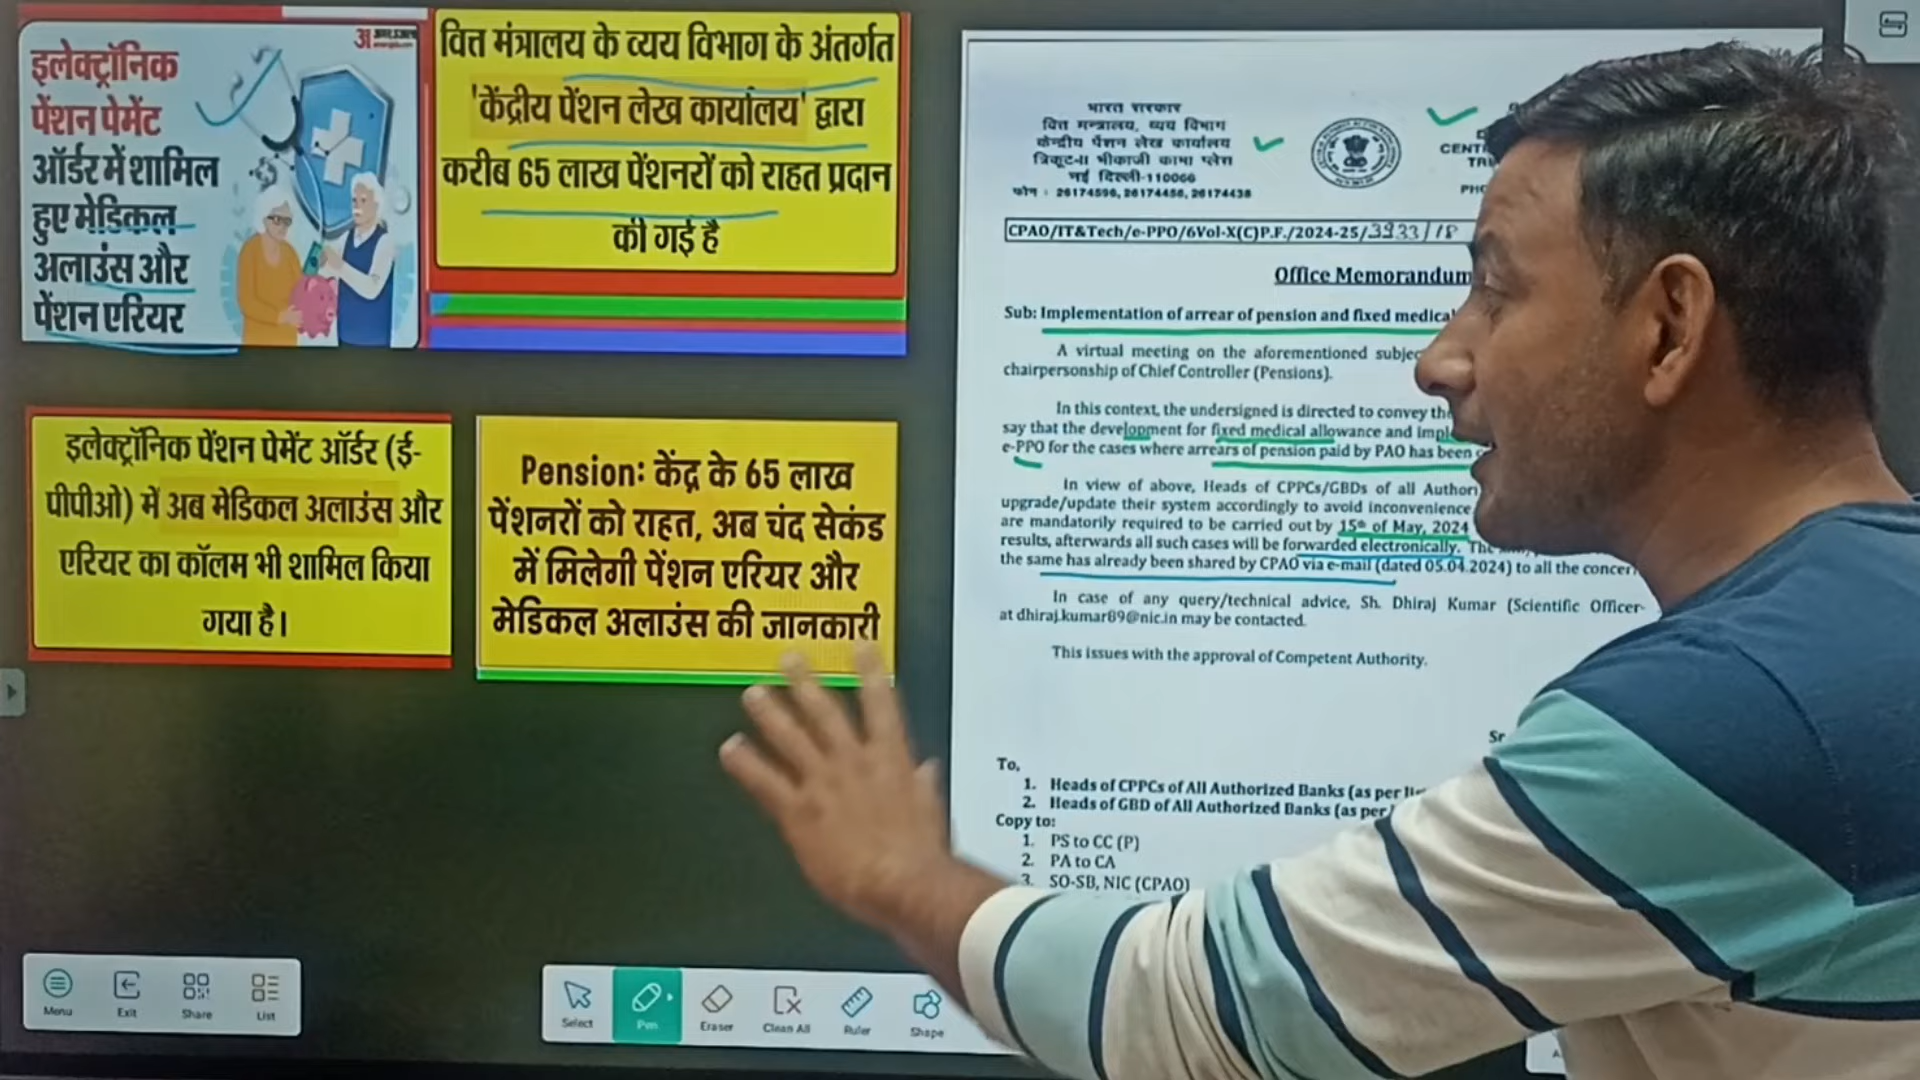 इलेक्ट्रॉनिक
पेंशन पेमेंट
ऑर्डर में शामिल
हुए मेडिकल
अलाउंस और
पेंशन एरियर
वित्त मंत्रालय के व्यय विभाग के अंतर्गत
'केंद्रीय पेंशन लेख कार्यालय' द्वारा
करीब 65 लाख पेंशनरों को राहत प्रदान
की गई है
इलेक्ट्रॉनिक पेंशन पेमेंट ऑर्डर (ई-
पीपीओ) में अब मेडिकल अलाउंस और
एरियर का कॉलम भी शामिल किया
गया है।
Pension: केंद्र के 65 लाख
पेंशनरों को राहत, अब चंद सेकंड
में मिलेगी पेंशन एरियर और
मेडिकल अलाउंस की जानकारी
भारत सरकार
वित्त मन्त्रालय, व्यय विभाग
केन्द्रीय पेंशन लेखा कार्यालय
त्रिकूट-II भीकाजी कामा प्लेस
नई दिल्ली-110066
फोन : 26174596, 26174456, 26174438
CPAO/IT&Tech/e-PPO/6Vol-X(C)P.F./2024-25/3933/18
Office Memorandum
Sub: Implementation of arrear of pension and fixed medical
A virtual meeting on the aforementioned
chairpersonship of Chief Controller (Pensions).
In this context, the undersigned is directed to convey
say that the development for fixed medical allowance and
e-PPO for the cases where arrears of pension paid by PAO has been
In view of above, Heads of CPPCs/GBDs of all
upgrade/update their system accordingly to avoid inconvenience
are mandatorily required to be carried out by 15th of May, 2024
results, afterwards all such cases will be forwarded electronically. The
the same has already been shared by CPAO via e-mail (dated 05.04.2024) to all the
In case of any query/technical advice, Sh. Dhiraj Kumar (Scientific Officer-
at dhiraj.kumar89@nic.in may be contacted.
This issues with the approval of Competent Authority.
To,
1. Heads of CPPCs of All Authorized Banks (as per
2. Heads of GBD of All Authorized Banks (as per
Copy to:
1. PS to CC (P)
2. PA to CA
3. SO-SB, NIC (CPAO)
Menu Exit Share List
Select Pen Eraser Clean All Ruler Shape